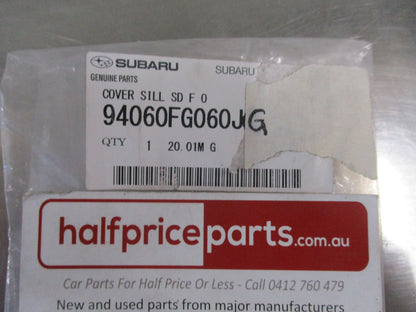 SUBARU SUBARU
GENUINE PARTS
COVER SILL SD F O
94060FG060JG
QTY 1 20.01M G
halfpriceparts.com.au
Car Parts For Half Price Or Less - Call 0412 760 479
New and used parts from major manufacturers